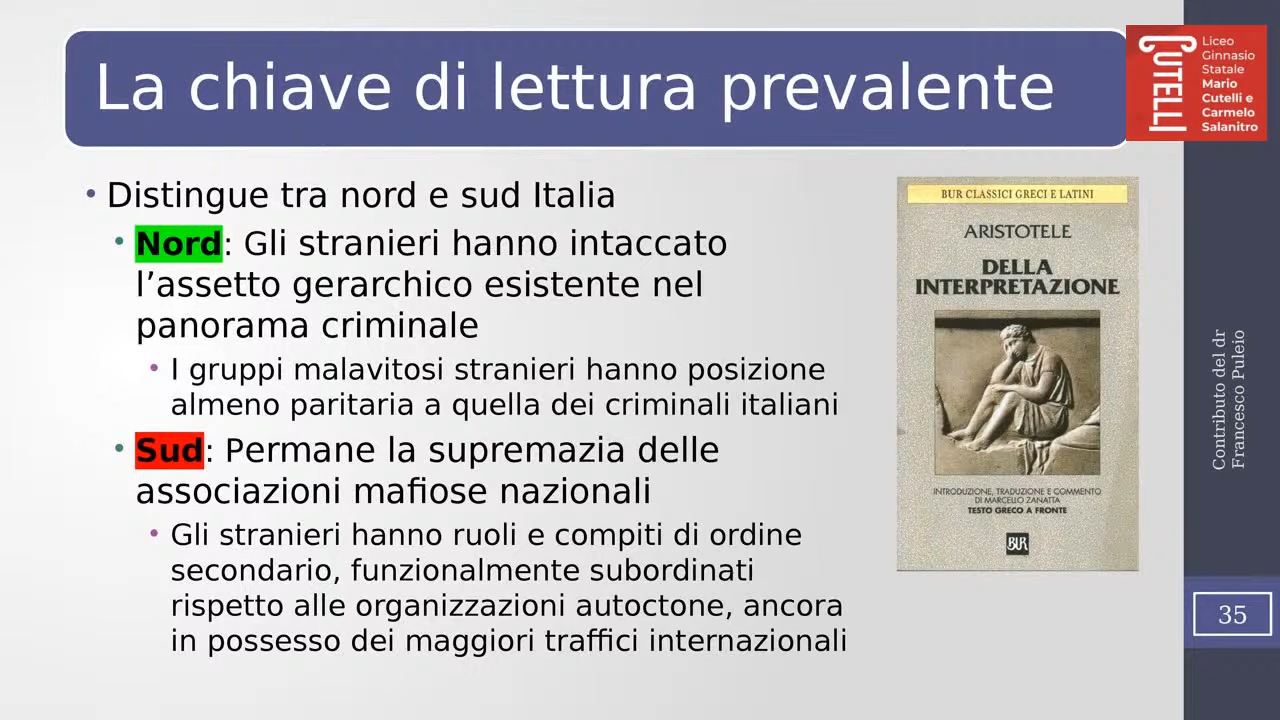 La chiave di lettura prevalente
Liceo
Ginnasio
Statale
Mario
Cutelli e
Carmelo
Salanitro
CUTELLI
• Distingue tra nord e sud Italia
• Nord: Gli stranieri hanno intaccato
l’assetto gerarchico esistente nel
panorama criminale
• I gruppi malavitosi stranieri hanno posizione
almeno paritaria a quella dei criminali italiani
• Sud: Permane la supremazia delle
associazioni mafiose nazionali
• Gli stranieri hanno ruoli e compiti di ordine
secondario, funzionalmente subordinati
rispetto alle organizzazioni autoctone, ancora
in possesso dei maggiori traffici internazionali
BUR CLASSICI GRECI E LATINI
ARISTOTELE
DELLA
INTERPRETAZIONE
INTRODUZIONE, TRADUZIONE E COMMENTO
DI MARCELLO ZANATTA
TESTO GRECO A FRONTE
BUR
Contributo del dr
Francesco Puleio
35